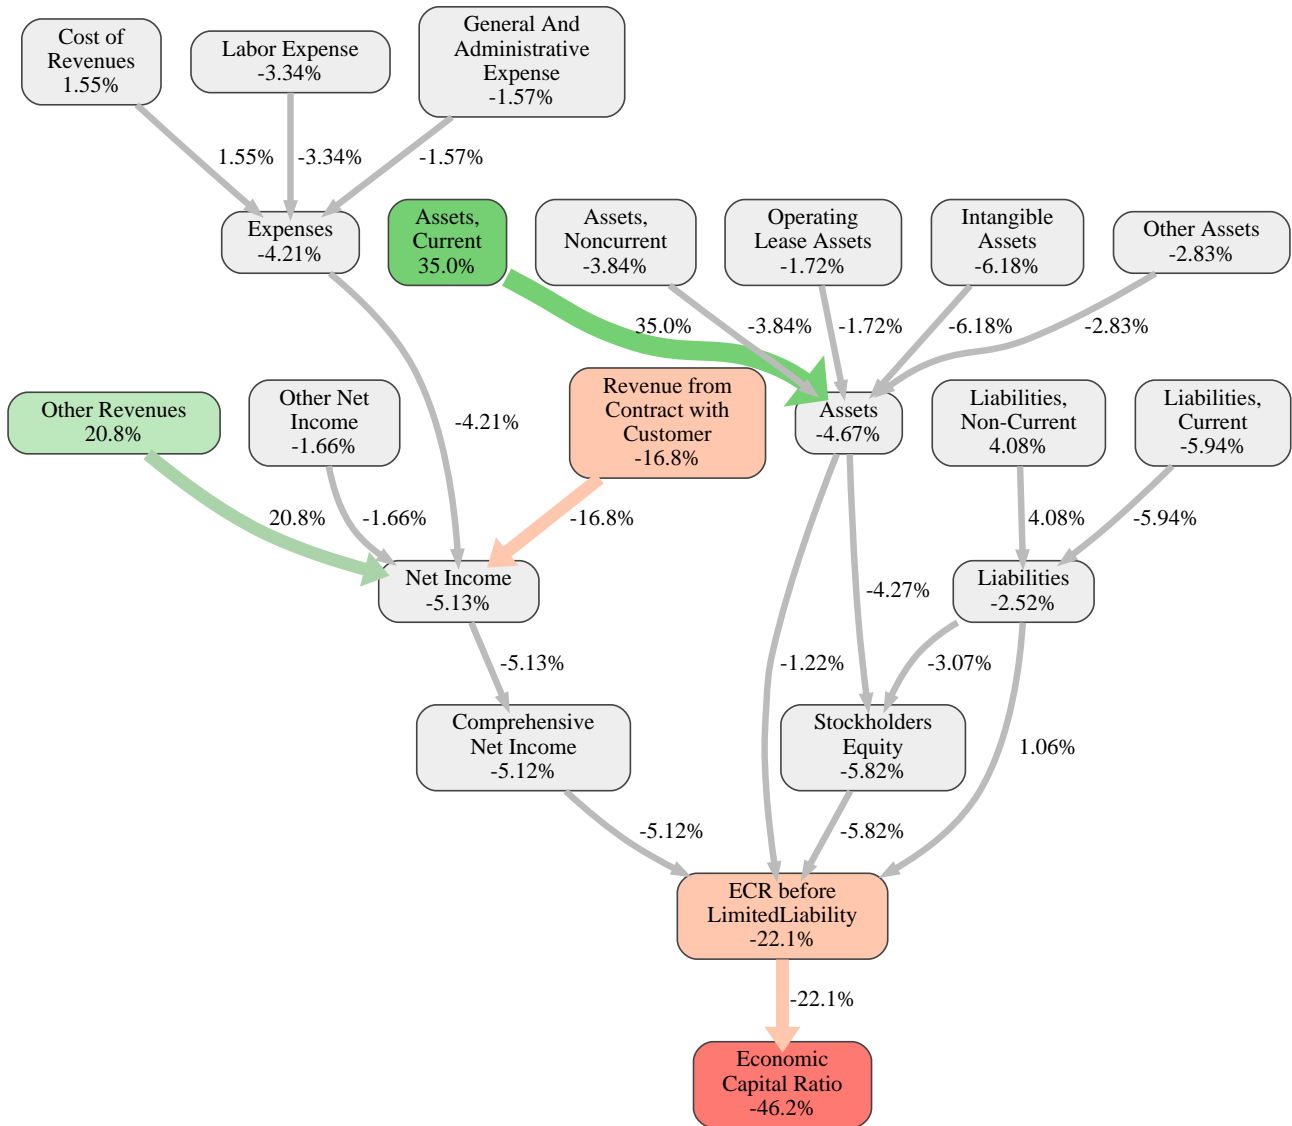 Cost of
Revenues
1.55%
Labor Expense
-3.34%
General And
Administrative
Expense
-1.57%
1.55%
-3.34%
-1.57%
Expenses
-4.21%
Assets,
Current
35.0%
Assets,
Noncurrent
-3.84%
Operating
Lease Assets
-1.72%
Intangible
Assets
-6.18%
Other Assets
-2.83%
35.0%
-3.84%
-1.72%
-6.18%
-2.83%
Other Revenues
20.8%
Other Net
Income
-1.66%
-4.21%
Revenue from
Contract with
Customer
-16.8%
Assets
-4.67%
Liabilities,
Non-Current
4.08%
Liabilities,
Current
-5.94%
20.8%
-1.66%
-16.8%
4.08%
-5.94%
Net Income
-5.13%
-4.27%
Liabilities
-2.52%
-5.13%
-1.22%
-3.07%
Comprehensive
Net Income
-5.12%
Stockholders
Equity
-5.82%
1.06%
-5.12%
-5.82%
ECR before
LimitedLiability
-22.1%
-22.1%
Economic
Capital Ratio
-46.2%